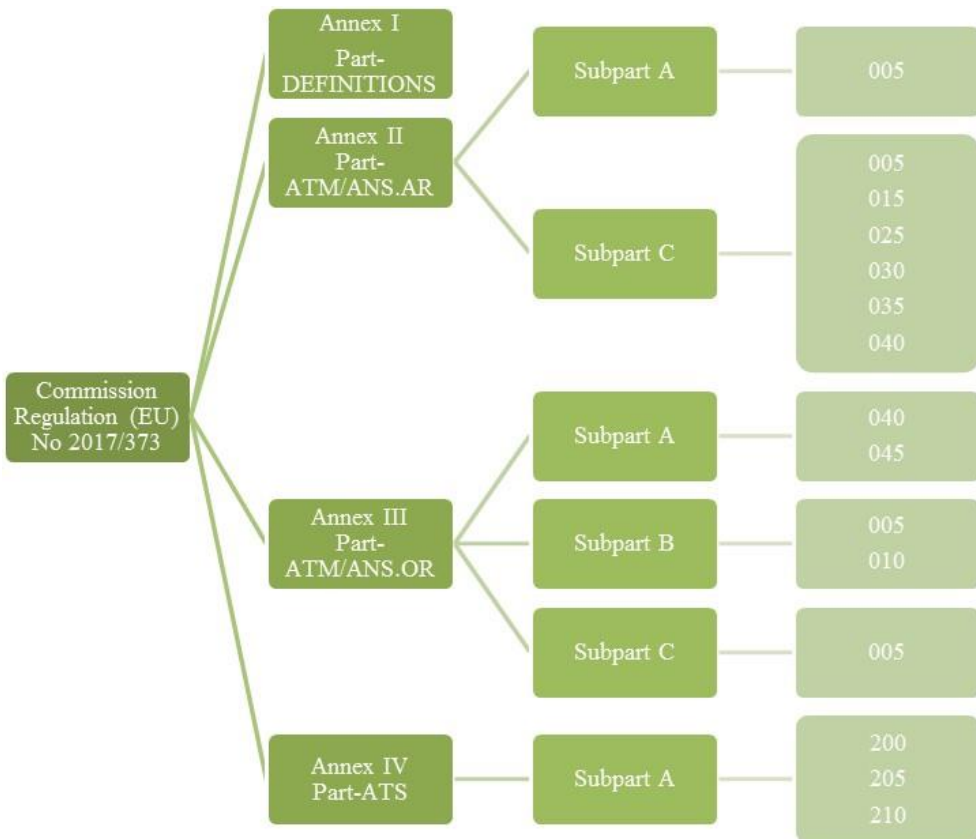 Commission
Regulation (EU)
No 2017/373
Annex I
Part-
DEFINITIONS
Annex II
Part-
ATM/ANS.AR
Subpart A
005
Subpart C
005
015
025
030
035
040
Annex III
Part-
ATM/ANS.OR
Subpart A
040
045
Subpart B
005
010
Subpart C
005
Annex IV
Part-ATS
Subpart A
200
205
210